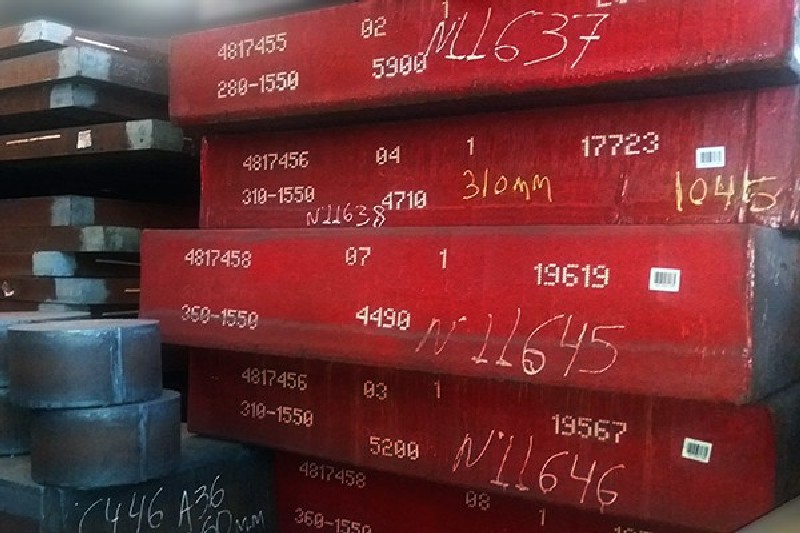 4817455 02 1
280-1550 5900 N11637
4817456 04 1 17723
310-1550 4710 310MM 1045
N11638
4817458 07 1 19619
360-1550 4490 N11645
4817456 03 1
310-1550 19567
5200 N11646
4817458 08 1
360-1550
C446 A36
60mm